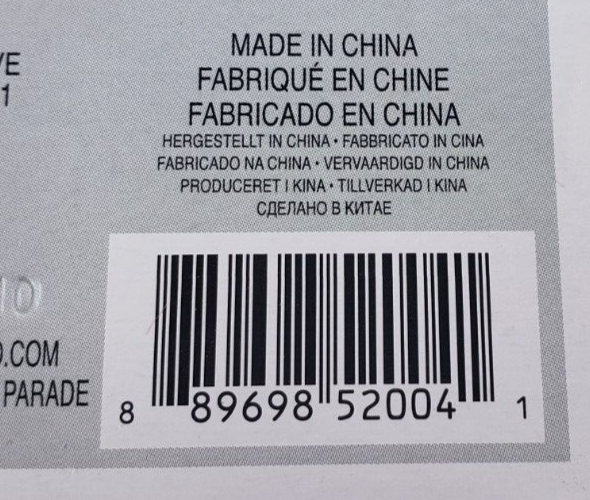 VE
1
MADE IN CHINA
FABRIQUÉ EN CHINE
FABRICADO EN CHINA
HERGESTELLT IN CHINA • FABBRICATO IN CINA
FABRICADO NA CHINA • VERVAARDIGD IN CHINA
PRODUCERET I KINA • TILLVERKAD I KINA
СДЕЛАНО В КИТАЕ
10
O.COM
PARADE
8 89698 52004 1